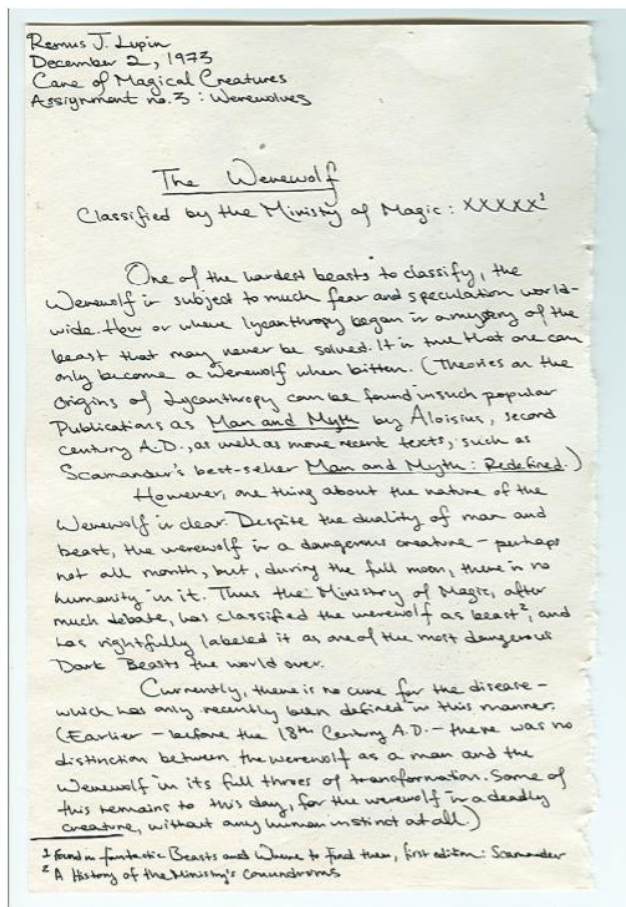 Remus J. Lupin
December 2, 1973
Care of Magical Creatures
Assignment no.3: Werewolves
The Werewolf
Classified by the Ministry of Magic: XXXXX¹
One of the hardest beasts to classify, the
Werewolf is subject to much fear and speculation world-
wide. How or where lycanthropy began is a mystery of the
beast that may never be solved. It is true that one can
only become a Werewolf when bitten. (Theories on the
Origins of Lycanthropy can be found in such popular
Publications as Man and Myth by Aloisius, second
century A.D., as well as more recent texts, such as
Scamander's best-seller Man and Myth: Redefined.)
However, one thing about the nature of the
Werewolf is clear. Despite the duality of man and
beast, the werewolf is a dangerous creature – perhaps
not all month, but, during the full moon, there is no
humanity in it. Thus the Ministry of Magic, after
much debate, has classified the werewolf as beast², and
has rightfully labeled it as one of the most dangerous
Dark Beasts the world over.
Currently, there is no cure for the disease –
which has only recently been defined in this manner.
(Earlier – before the 18th Century A.D. – there was no
distinction between the werewolf as a man and the
Werewolf in its full throes of transformation. Some of
this remains to this day, for the werewolf is a deadly
creature, without any human instinct at all.)
¹ Found in Fantastic Beasts and Where to Find them, first edition: Scamander
² A History of the Ministry's Conundrums